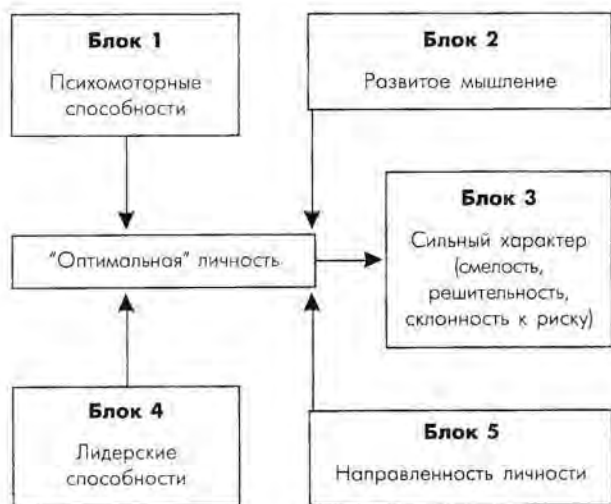 Блок 1
Психомоторные
способности
Блок 2
Развитое мышление
Блок 3
Сильный характер
(смелость,
решительность,
склонность к риску)
"Оптимальная" личность
Блок 4
Лидерские
способности
Блок 5
Направленность личности